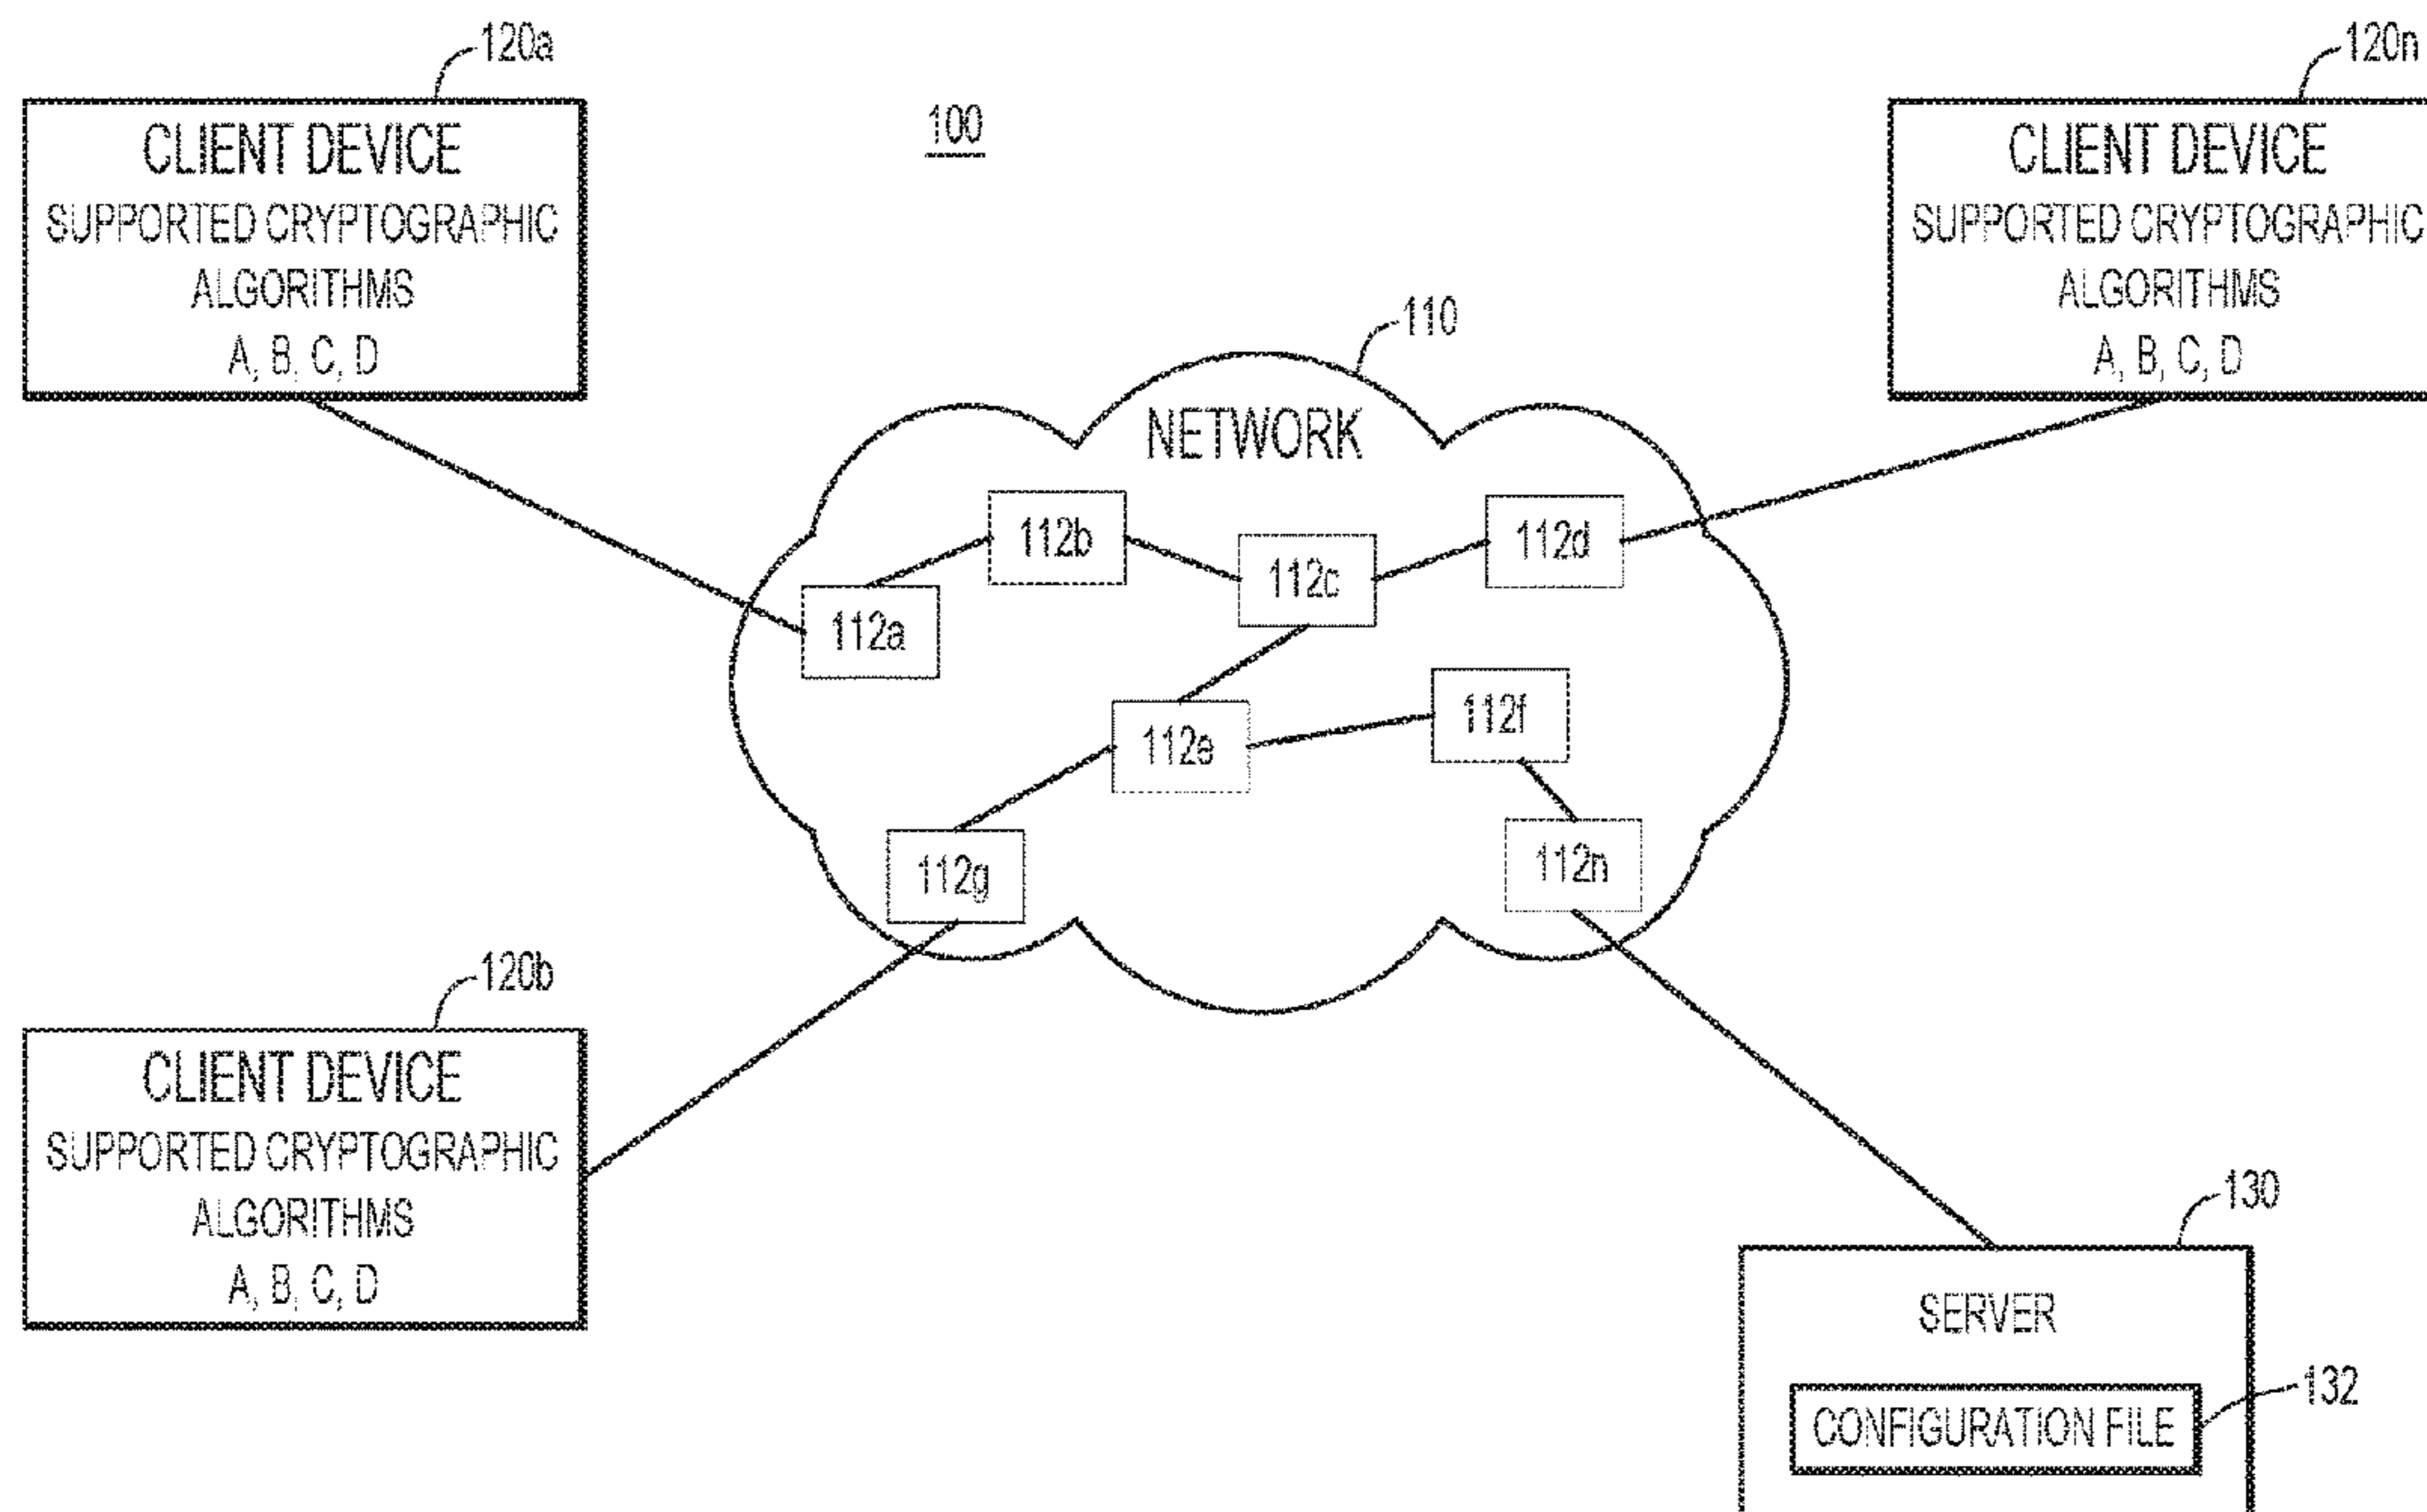 120a
CLIENT DEVICE
SUPPORTED CRYPTOGRAPHIC
ALGORITHMS
A, B, C, D
100
120n
CLIENT DEVICE
SUPPORTED CRYPTOGRAPHIC
ALGORITHMS
A, B, C, D
110
NETWORK
112b
112c
112d
112a
112e
112f
112g
112n
120b
CLIENT DEVICE
SUPPORTED CRYPTOGRAPHIC
ALGORITHMS
A, B, C, D
130
SERVER
132
CONFIGURATION FILE